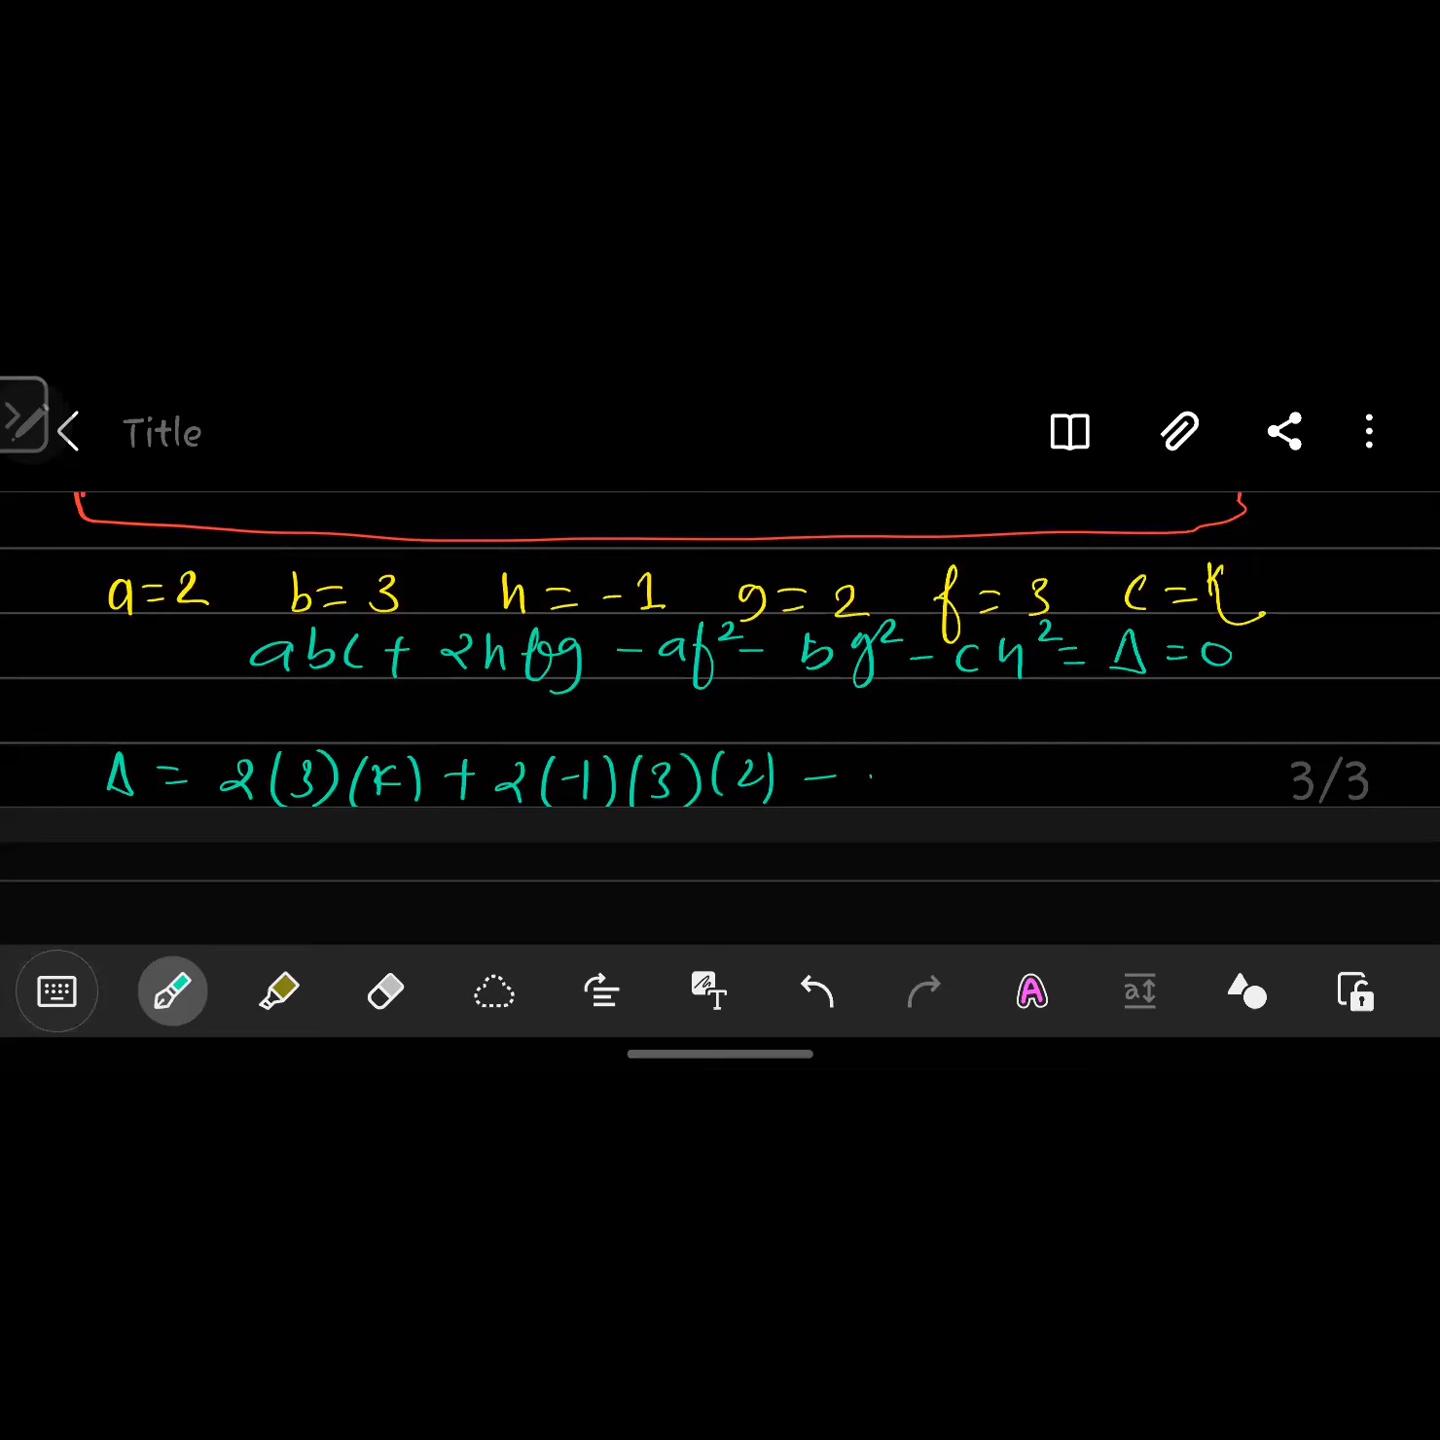 Title
a=2 b=3 h=-1 g=2 f=3 c=k
abc+2hfg-af²-bg²-ch²=Δ=0
Δ=2(3)(k)+2(-1)(3)(2)-
3/3
T
A
a